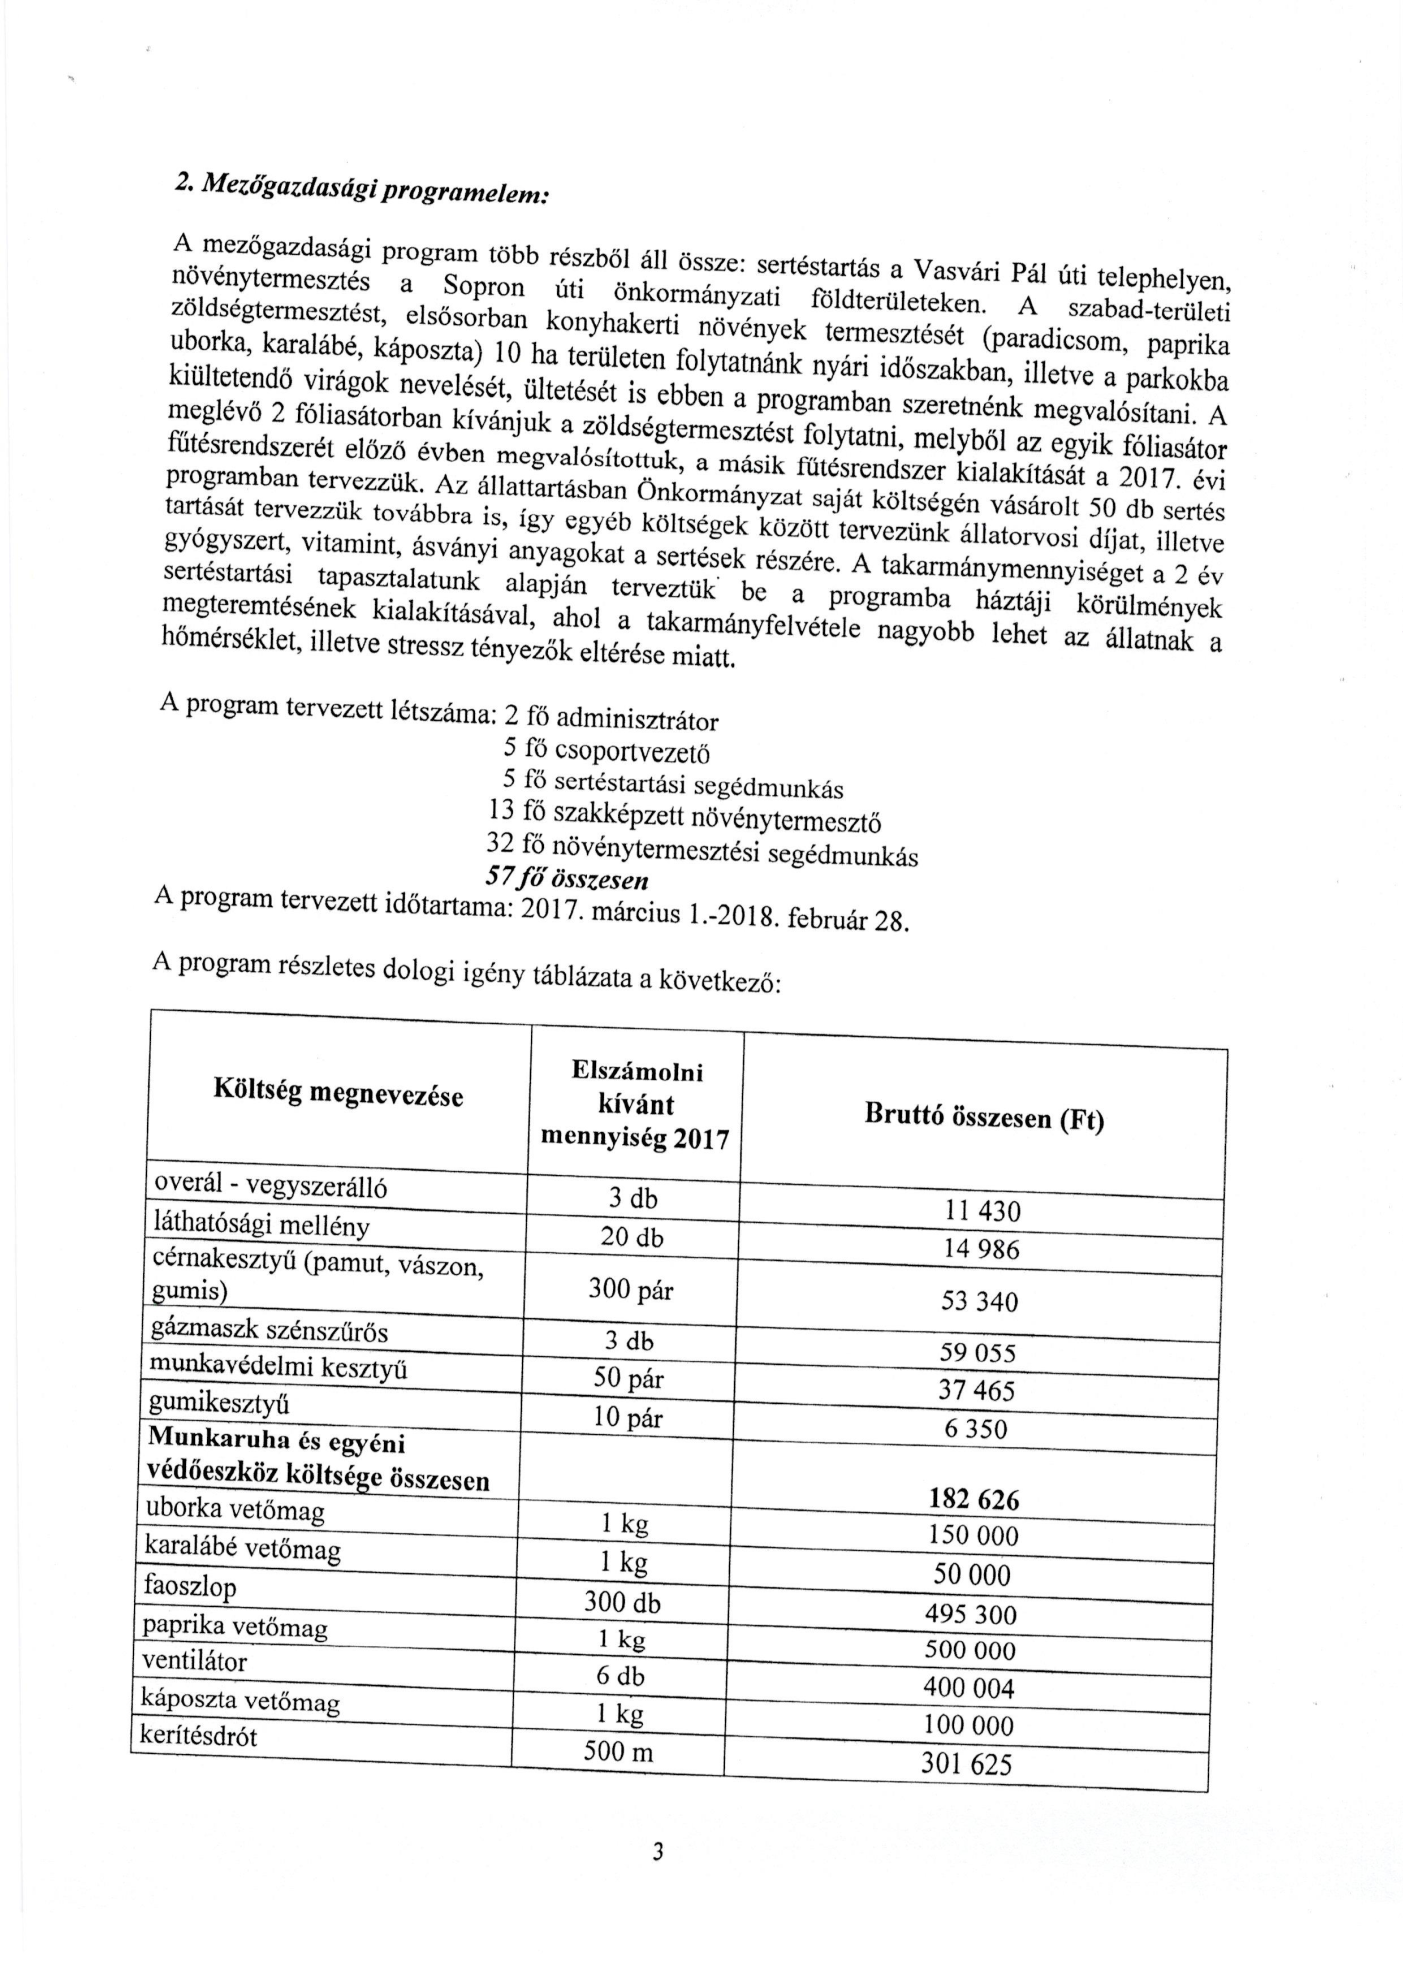 2. Mezőgazdasági programelem:
A mezőgazdasági program több részből áll össze: sertéstartás a Vasvári Pál úti telephelyen,
növénytermesztés a Sopron úti önkormányzati földterületeken. A szabad-területi
zöldségtermesztést, elsősorban konyhakerti növények termesztését (paradicsom, paprika
uborka, karalábé, káposzta) 10 ha területen folytatnánk nyári időszakban, illetve a parkokba
kiültetendő virágok nevelését, ültetését is ebben a programban szeretnénk megvalósítani. A
meglévő 2 fóliasátorban kívánjuk a zöldségtermesztést folytatni, melyből az egyik fóliasátor
fűtésrendszerét előző évben megvalósítottuk, a másik fűtésrendszer kialakítását a 2017. évi
programban tervezzük. Az állattartásban Önkormányzat saját költségén vásárolt 50 db sertés
tartását tervezzük továbbra is, így egyéb költségek között tervezünk állatorvosi díjat, illetve
gyógyszert, vitamint, ásványi anyagokat a sertések részére. A takarmánymennyiséget a 2 év
sertéstartási tapasztalatunk alapján terveztük be a programba háztáji körülmények
megteremtésének kialakításával, ahol a takarmányfelvétele nagyobb lehet az állatnak a
hőmérséklet, illetve stressz tényezők eltérése miatt.
A program tervezett létszáma: 2 fő adminisztrátor
5 fő csoportvezető
5 fő sertéstartási segédmunkás
13 fő szakképzett növénytermesztő
32 fő növénytermesztési segédmunkás
57 fő összesen
A program tervezett időtartama: 2017. március 1.-2018. február 28.
A program részletes dologi igény táblázata a következő:
Költség megnevezése
Elszámolni
kívánt
mennyiség 2017
Bruttó összesen (Ft)
overál - vegyszerálló 3 db 11 430
láthatósági mellény 20 db 14 986
cérnakesztyű (pamut, vászon,
gumis) 300 pár 53 340
gázmaszk szénszűrős 3 db 59 055
munkavédelmi kesztyű 50 pár 37 465
gumikesztyű 10 pár 6 350
Munkaruha és egyéni
védőeszköz költsége összesen 182 626
uborka vetőmag 1 kg 150 000
karalábé vetőmag 1 kg 50 000
faoszlop 300 db 495 300
paprika vetőmag 1 kg 500 000
ventilátor 6 db 400 004
káposzta vetőmag 1 kg 100 000
kerítésdrót 500 m 301 625
3